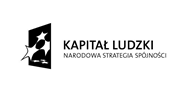 KAPITAŁ LUDZKI
NARODOWA STRATEGIA SPÓJNOŚCI